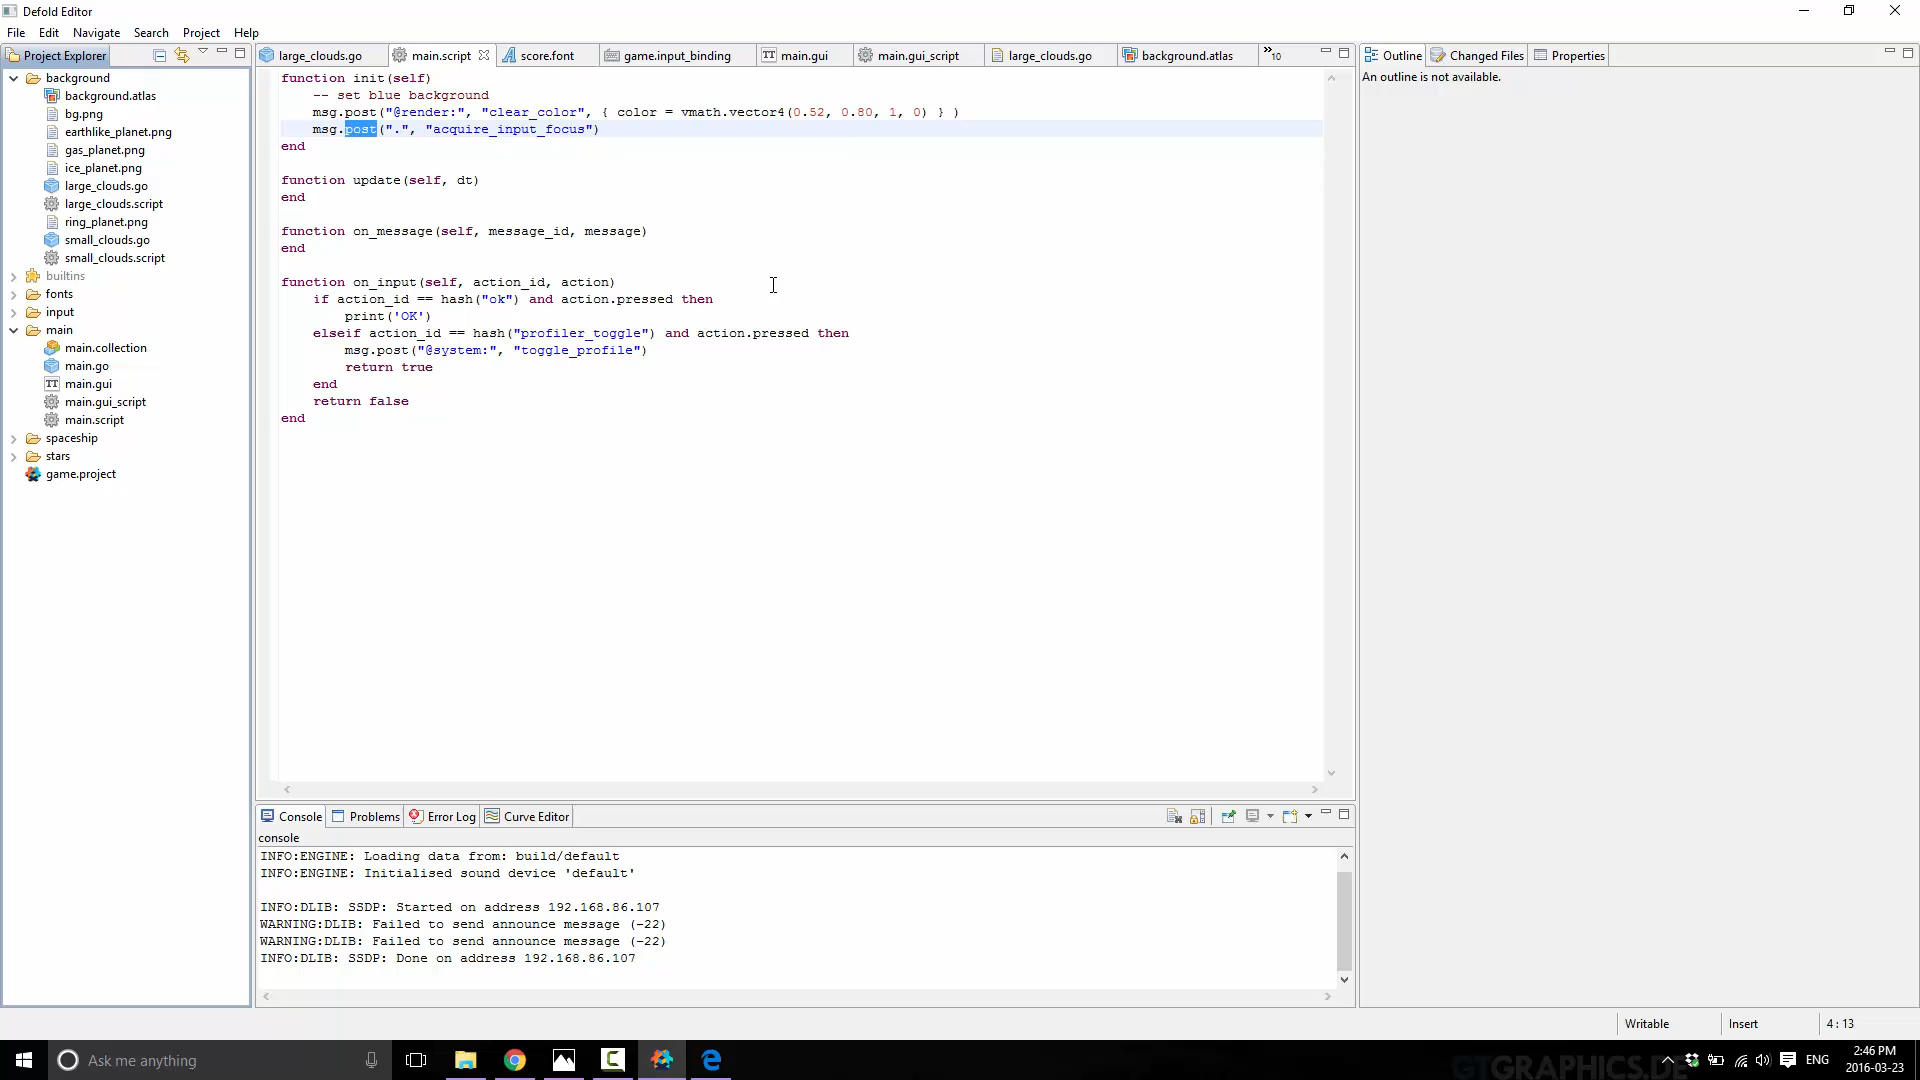 Defold Editor
File Edit Navigate Search Project Help
Project Explorer
background
background.atlas
bg.png
earthlike_planet.png
gas_planet.png
ice_planet.png
large_clouds.go
large_clouds.script
ring_planet.png
small_clouds.go
small_clouds.script
builtins
fonts
input
main
main.collection
main.go
main.gui
main.gui_script
main.script
spaceship
stars
game.project
large_clouds.go main.script score.font game.input_binding main.gui main.gui_script large_clouds.go background.atlas »10
function init(self)
-- set blue background
msg.post("@render:", "clear_color", { color = vmath.vector4(0.52, 0.80, 1, 0) } )
msg.post(".", "acquire_input_focus")
end
function update(self, dt)
end
function on_message(self, message_id, message)
end
function on_input(self, action_id, action)
if action_id == hash("ok") and action.pressed then
print('OK')
elseif action_id == hash("profiler_toggle") and action.pressed then
msg.post("@system:", "toggle_profile")
return true
end
return false
end
Console Problems Error Log Curve Editor
console
INFO:ENGINE: Loading data from: build/default
INFO:ENGINE: Initialised sound device 'default'
INFO:DLIB: SSDP: Started on address 192.168.86.107
WARNING:DLIB: Failed to send announce message (-22)
WARNING:DLIB: Failed to send announce message (-22)
INFO:DLIB: SSDP: Done on address 192.168.86.107
Outline Changed Files Properties
An outline is not available.
Writable Insert 4 : 13
Ask me anything
GTGRAPHICS.DE
ENG
2:46 PM
2016-03-23